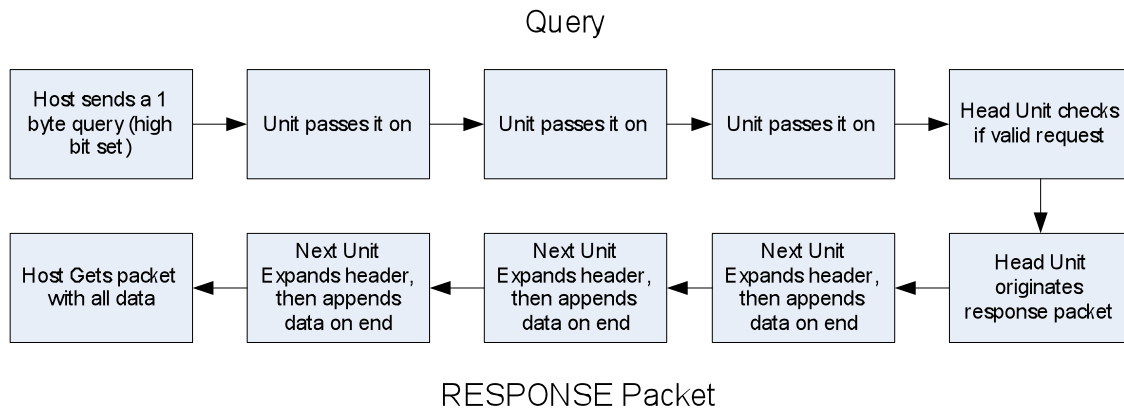 Query
Host sends a 1
byte query (high
bit set)
Unit passes it on
Unit passes it on
Unit passes it on
Head Unit checks
if valid request
Host Gets packet
with all data
Next Unit
Expands header,
then appends
data on end
Next Unit
Expands header,
then appends
data on end
Next Unit
Expands header,
then appends
data on end
Head Unit
originates
response packet
RESPONSE Packet